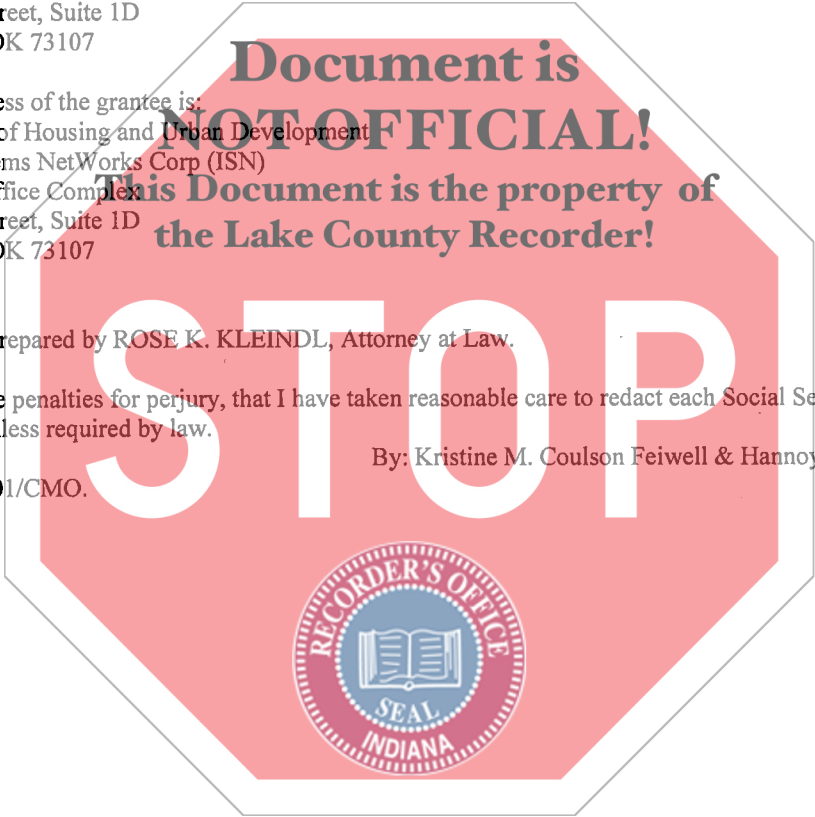 reet, Suite 1D
OK 73107
Document is
ess of the grantee is:
NOT OFFICIAL!
of Housing and Urban Development
ms NetWorks Corp (ISN)
ffice Complex
This Document is the property of
reet, Suite 1D
the Lake County Recorder!
OK 73107
STOP
repared by ROSE K. KLEINDL, Attorney at Law.
e penalties for perjury, that I have taken reasonable care to redact each Social Se
less required by law.
By: Kristine M. Coulson Feiwell & Hannoy
01/CMO.
RECORDER'S OFFICE
SEAL
INDIANA